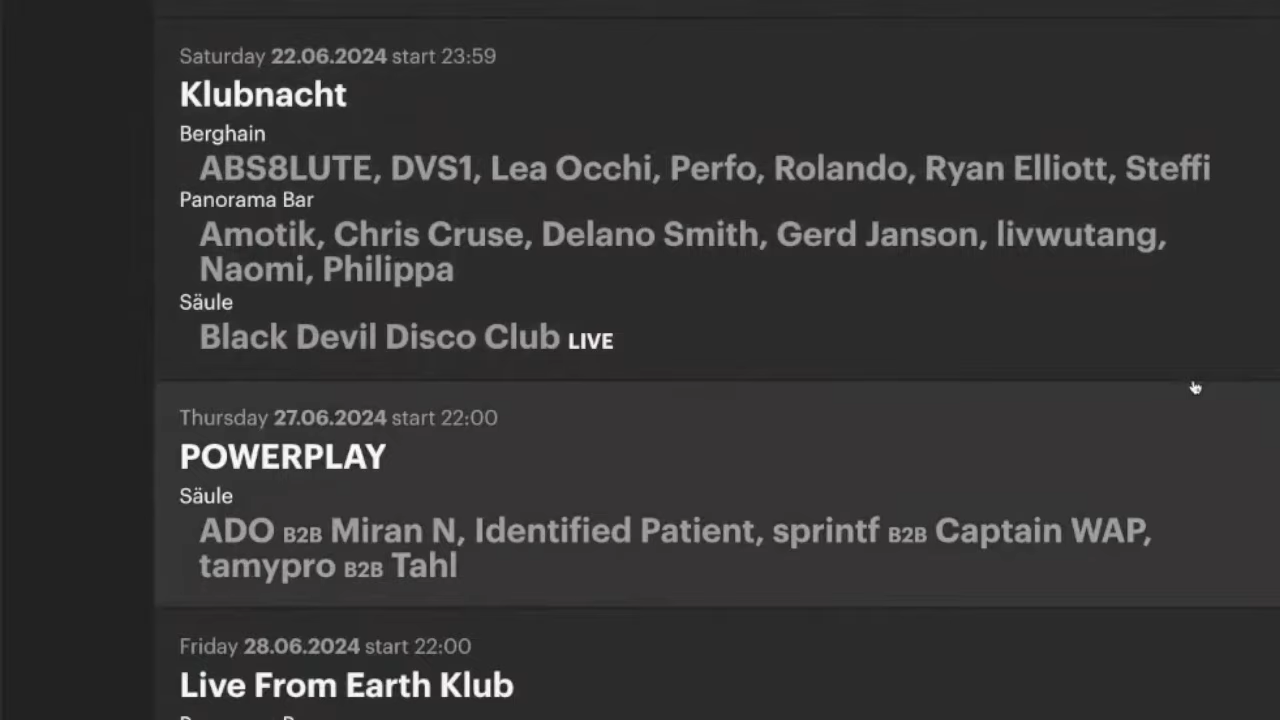 Saturday 22.06.2024 start 23:59
Klubnacht
Berghain
ABS8LUTE, DVS1, Lea Occhi, Perfo, Rolando, Ryan Elliott, Steffi
Panorama Bar
Amotik, Chris Cruse, Delano Smith, Gerd Janson, livwutang,
Naomi, Philippa
Säule
Black Devil Disco Club LIVE
Thursday 27.06.2024 start 22:00
POWERPLAY
Säule
ADO B2B Miran N, Identified Patient, sprintf B2B Captain WAP,
tamypro B2B Tahl
Friday 28.06.2024 start 22:00
Live From Earth Klub